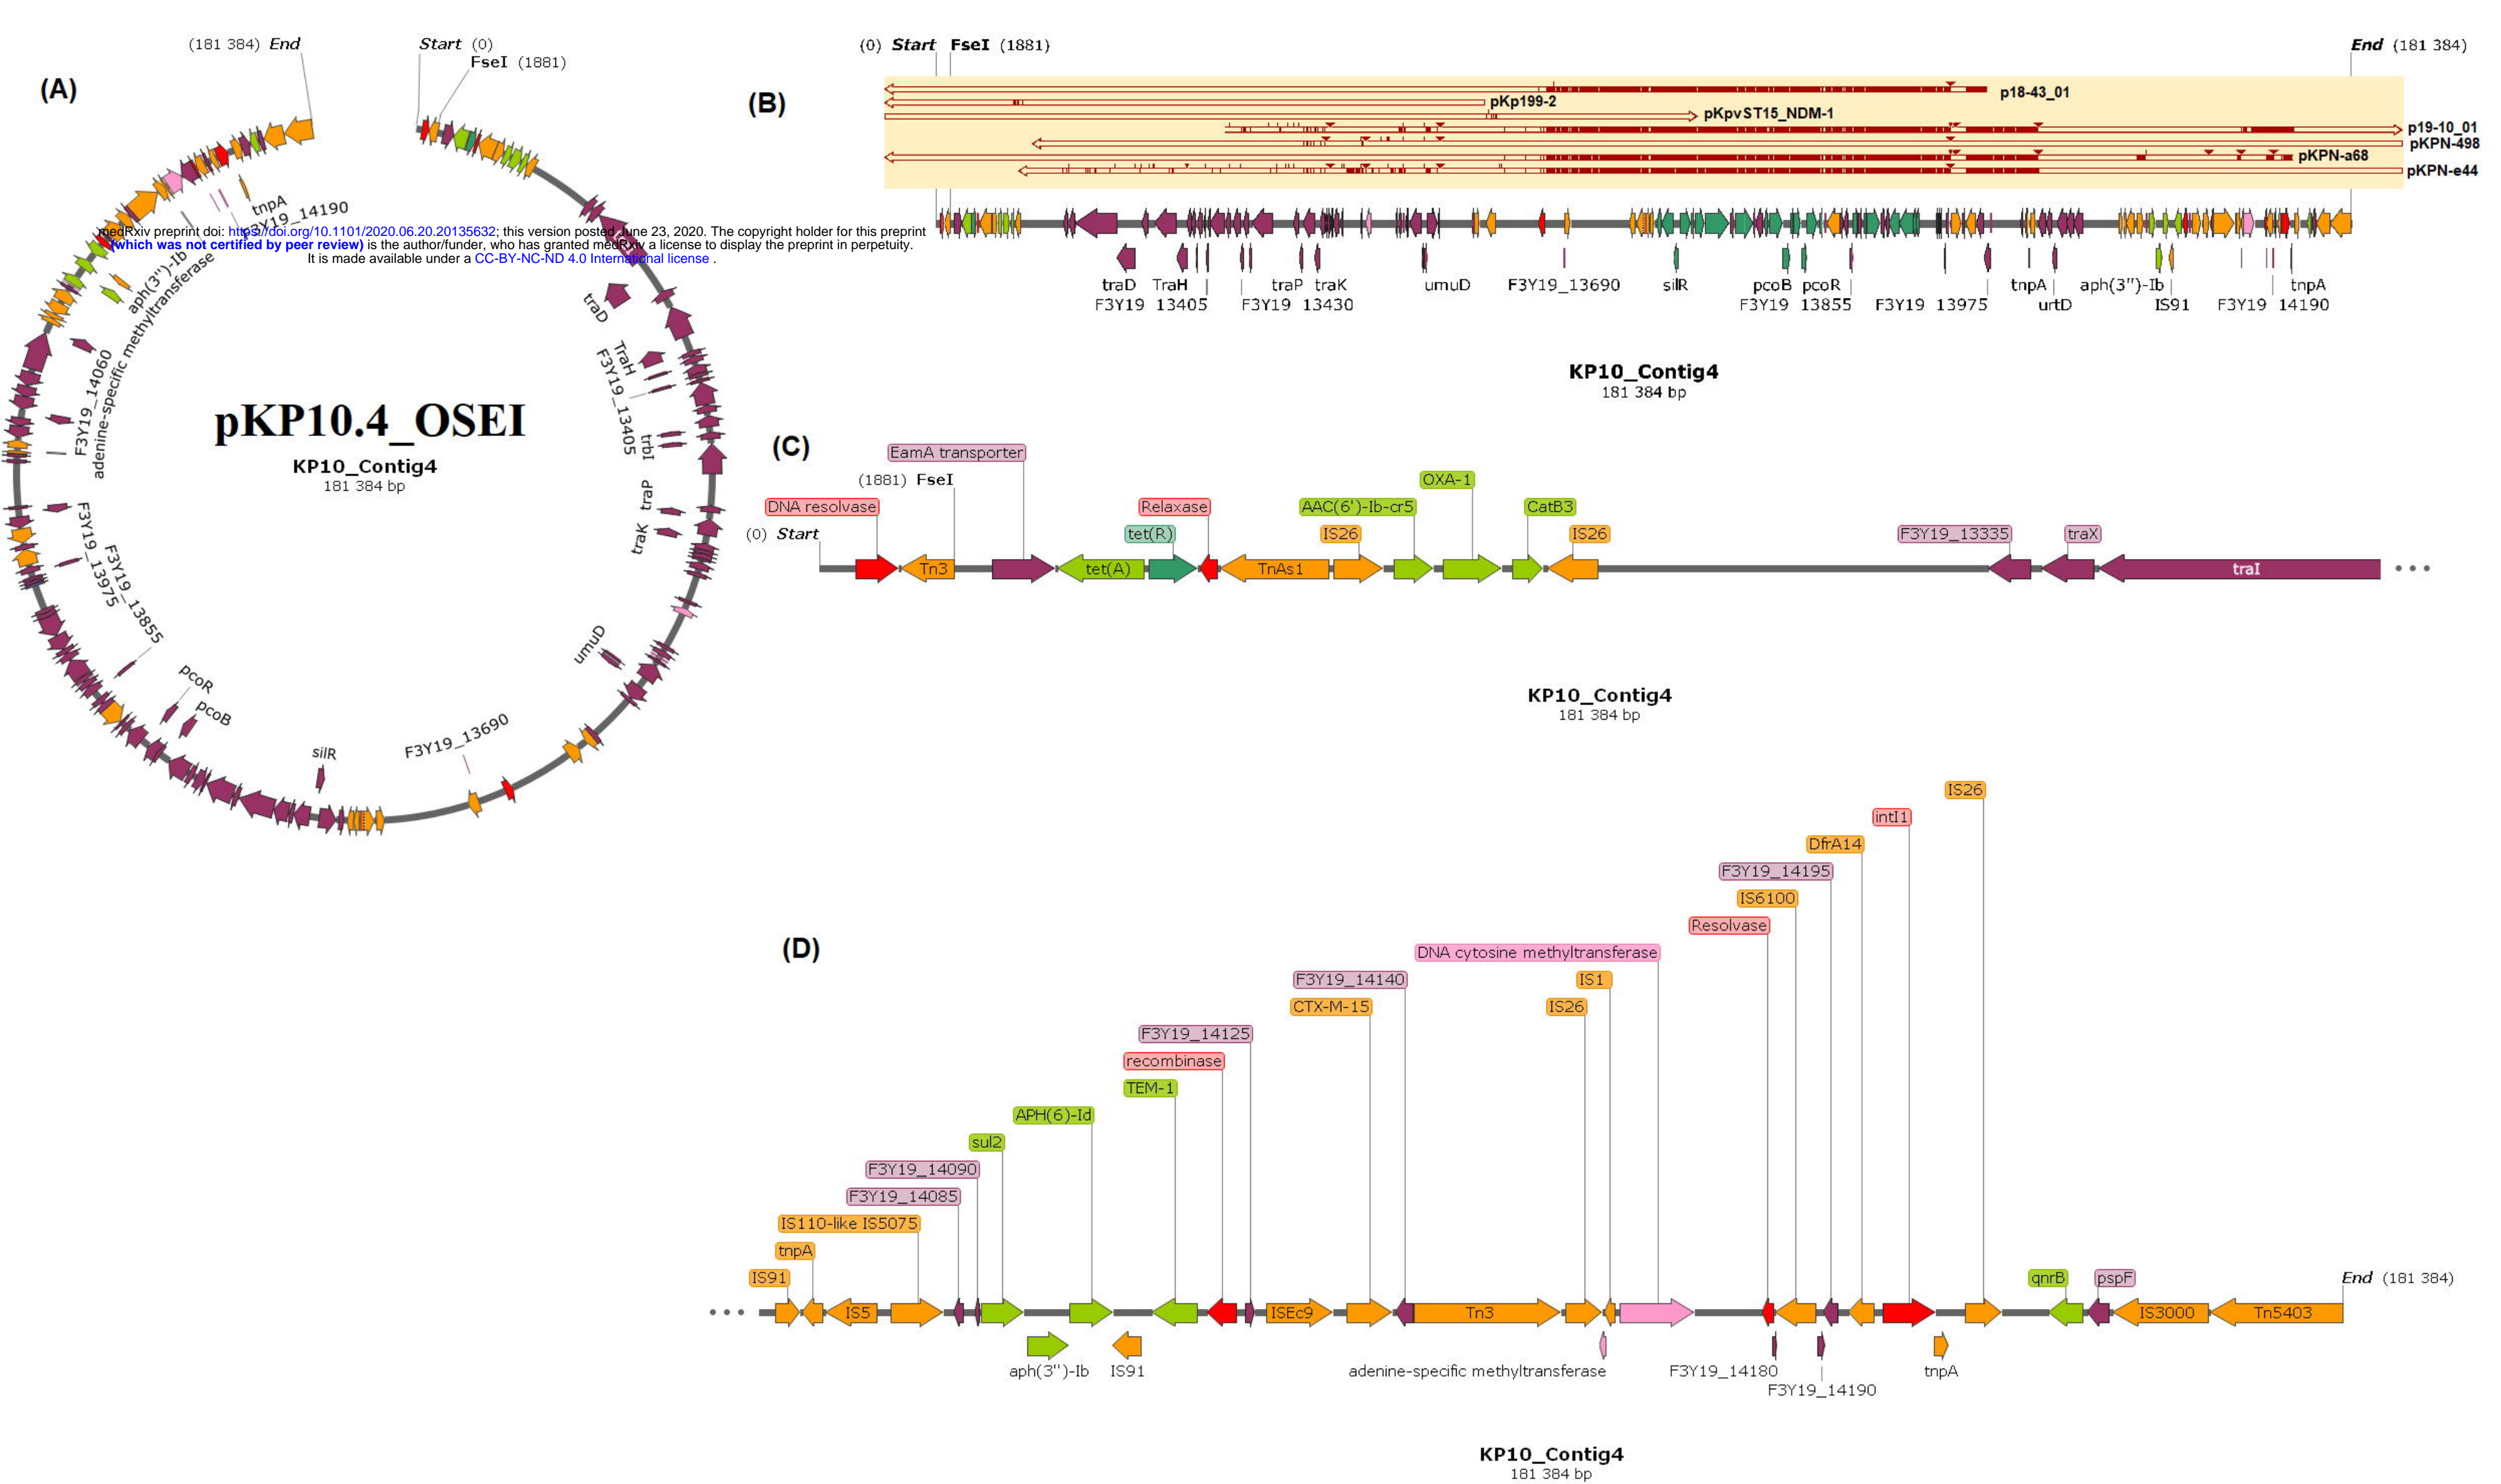 (A)
(181 384) End
Start (0)
FseI (1881)
tnpA
F3Y19_14190
medRxiv preprint doi: https://doi.org/10.1101/2020.06.20.20135632; this version posted June 23, 2020. The copyright holder for this preprint
(which was not certified by peer review) is the author/funder, who has granted medRxiv a license to display the preprint in perpetuity.
It is made available under a CC-BY-NC-ND 4.0 International license .
aph(3'')-Ib
adenine-specific methyltransferase
F3Y19_14060
F3Y19_13975
F3Y19_13855
pcoR
pcoB
silR
F3Y19_13690
umuD
traK
traP
trbI
F3Y19_13405
TraH
traD
pKP10.4_OSEI
KP10_Contig4
181 384 bp
(B)
(0) Start FseI (1881)
End (181 384)
p18-43_01
pKp199-2
pKpvST15_NDM-1
p19-10_01
pKPN-498
pKPN-a68
pKPN-e44
traD TraH traP traK umuD F3Y19_13690 silR pcoB pcoR tnpA aph(3'')-Ib tnpA
F3Y19 13405 F3Y19 13430 F3Y19 13855 F3Y19 13975 urtD IS91 F3Y19 14190
KP10_Contig4
181 384 bp
(C)
EamA transporter
(1881) FseI
OXA-1
DNA resolvase
Relaxase
AAC(6')-Ib-cr5
CatB3
(0) Start
tet(R)
IS26
IS26
F3Y19_13335
traX
Tn3
tet(A)
TnAs1
traI
KP10_Contig4
181 384 bp
(D)
IS26
intI1
DfrA14
F3Y19_14195
IS6100
Resolvase
DNA cytosine methyltransferase
F3Y19_14140
IS1
CTX-M-15
IS26
F3Y19_14125
recombinase
TEM-1
APH(6)-Id
sul2
F3Y19_14090
F3Y19_14085
IS110-like IS5075
tnpA
IS91
qnrB
pspF
End (181 384)
IS5
ISEc9
Tn3
IS3000
Tn5403
aph(3'')-Ib
IS91
adenine-specific methyltransferase
F3Y19_14180
tnpA
F3Y19_14190
KP10_Contig4
181 384 bp